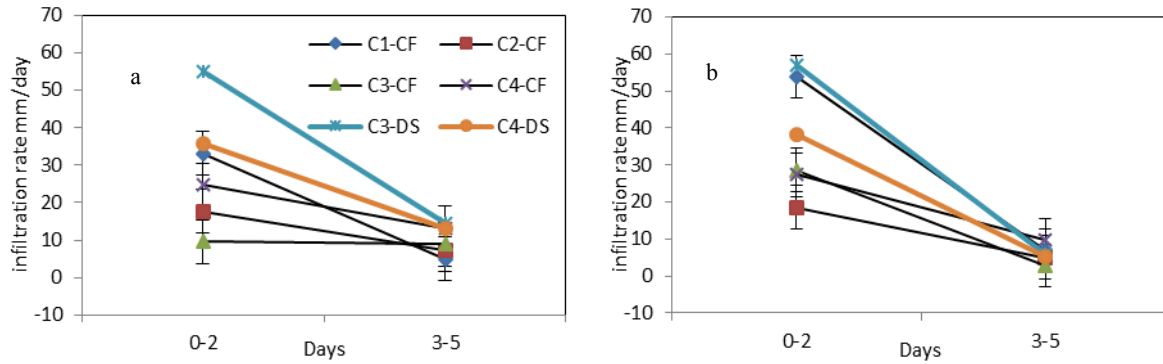 70
60
50
40
30
20
10
0
-10
infiltration rate mm/day
a
C1-CF
C2-CF
C3-CF
C4-CF
C3-DS
C4-DS
0-2
Days
3-5
70
60
50
40
30
20
10
0
-10
infiltration rate mm/day
b
0-2
Days
3-5